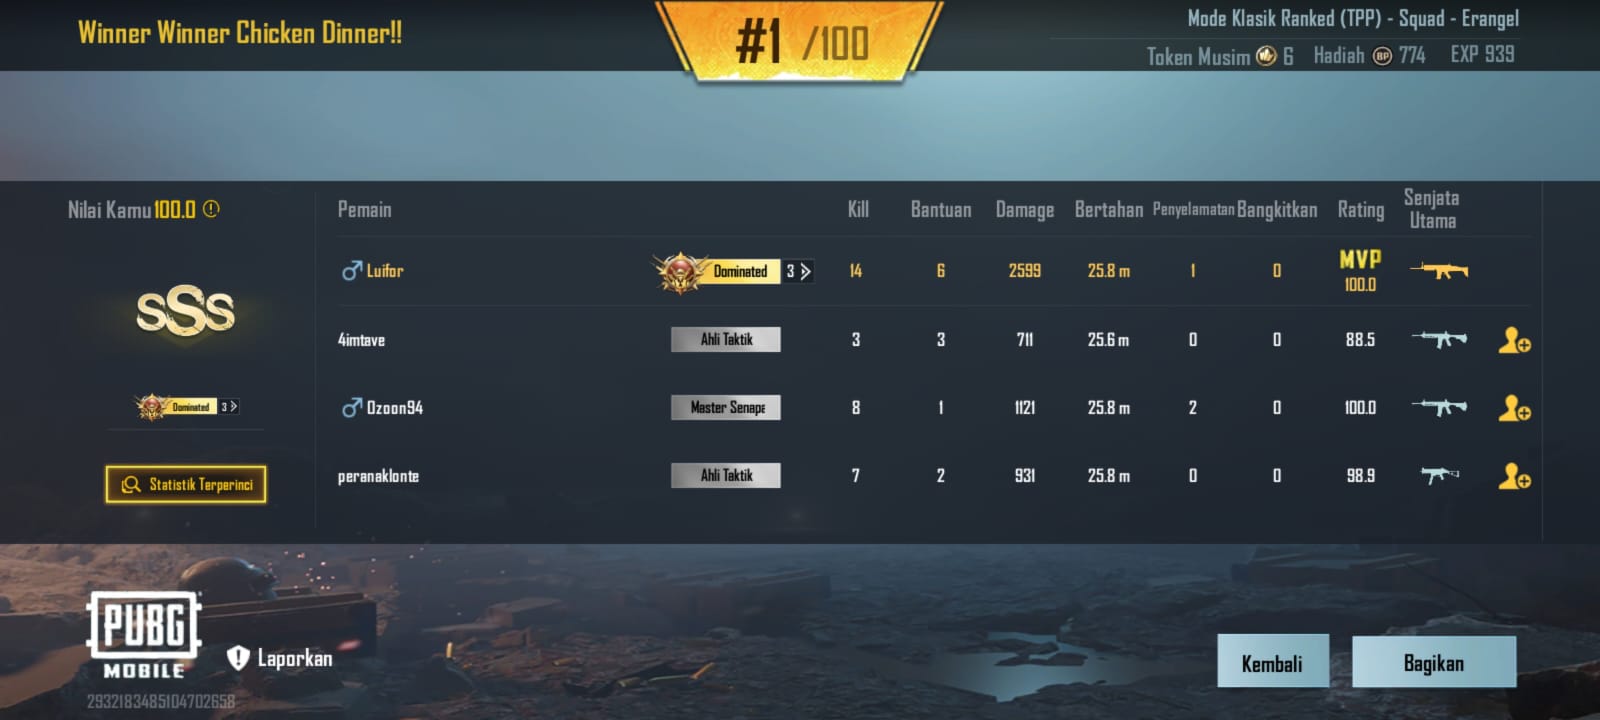 Winner Winner Chicken Dinner!!
#1 /100
Mode Klasik Ranked (TPP) - Squad - Erangel
Token Musim 6 Hadiah BP 774 EXP 939
Nilai Kamu 100.0
SSS
Dominated 3
Statistik Terperinci
Pemain Kill Bantuan Damage Bertahan Penyelamatan Bangkitkan Rating Senjata Utama
Luifor Dominated 3 14 6 2599 25.8 m 1 0 MVP 100.0
4imtave Ahli Taktik 3 3 711 25.6 m 0 0 88.5
Ozoon94 Master Senapa 8 1 1121 25.8 m 2 0 100.0
peranaklonte Ahli Taktik 7 2 931 25.8 m 0 0 98.9
PUBG
MOBILE
Laporkan
2932183485104702658
Kembali
Bagikan